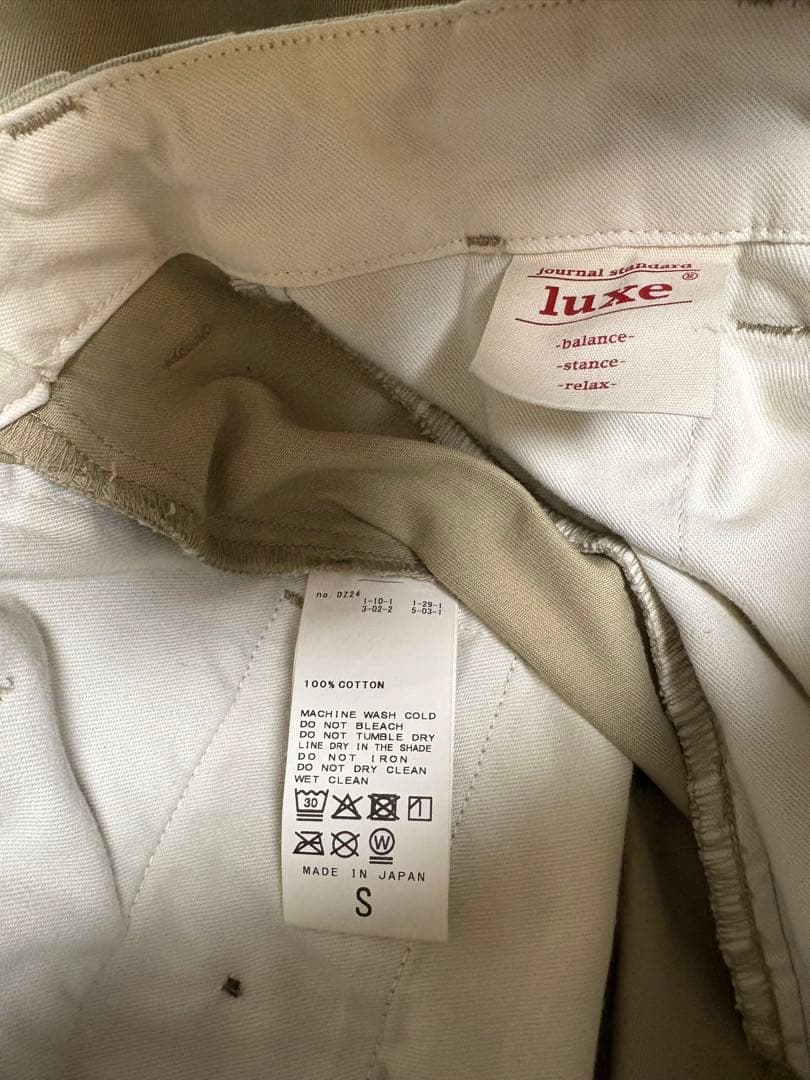 journal standard
luxe ®
-balance-
-stance-
-relax-
no. DZ24
1-10-1 1-29-1
3-02-2 5-03-1
100% COTTON
MACHINE WASH COLD
DO NOT BLEACH
DO NOT TUMBLE DRY
LINE DRY IN THE SHADE
DO NOT IRON
DO NOT DRY CLEAN
WET CLEAN
30
W
MADE IN JAPAN
S